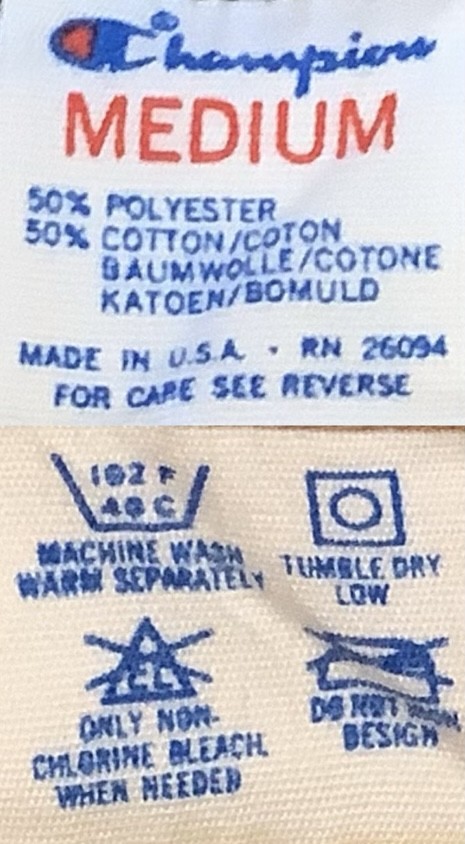 Champion
MEDIUM
50% POLYESTER
50% COTTON/COTON
BAUMWOLLE/COTONE
KATOEN/BOMULD
MADE IN U.S.A. · RN 26094
FOR CARE SEE REVERSE
102 F
40 C
MACHINE WASH
WARM SEPARATELY
TUMBLE DRY
LOW
CL
ONLY NON-
CHLORINE BLEACH
WHEN NEEDED
DO NOT
DESIGN